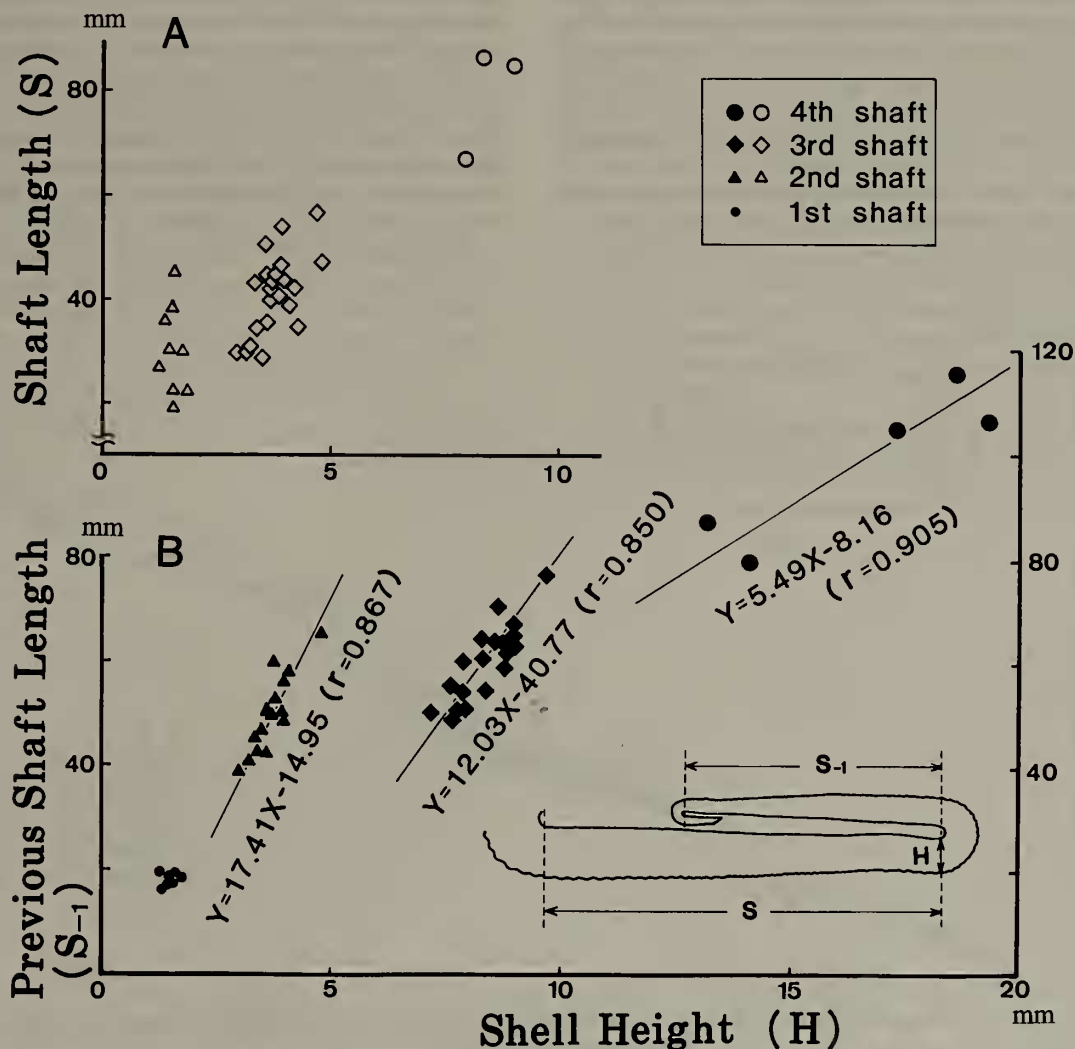 mm
A
Shaft Length (S)
80
40
0
5
10
4th shaft
3rd shaft
2nd shaft
1st shaft
mm
B
Previous Shaft Length
(S-1)
80
40
0
5
10
15
20
mm
120
80
40
Y=17.41X-14.95 (r=0.867)
Y=12.03X-40.77 (r=0.850)
Y=5.49X-8.16
(r=0.905)
S-1
H
S
Shell Height (H)